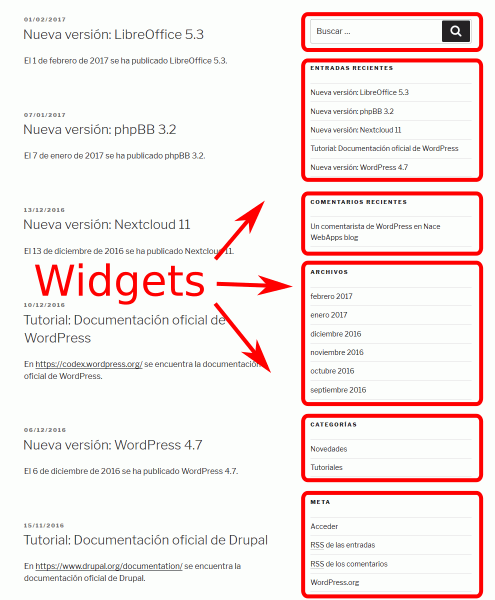 01/02/2017
Nueva versión: LibreOffice 5.3
El 1 de febrero de 2017 se ha publicado LibreOffice 5.3.
07/01/2017
Nueva versión: phpBB 3.2
El 7 de enero de 2017 se ha publicado phpBB 3.2.
13/12/2016
Nueva versión: Nextcloud 11
El 13 de diciembre de 2016 se ha publicado Nextcloud 11.
Widgets
10/12/2016
Tutorial: Documentación oficial de
WordPress
En https://codex.wordpress.org/ se encuentra la documentación
oficial de WordPress.
06/12/2016
Nueva versión: WordPress 4.7
El 6 de diciembre de 2016 se ha publicado WordPress 4.7.
15/11/2016
Tutorial: Documentación oficial de Drupal
En https://www.drupal.org/documentation/ se encuentra la
documentación oficial de Drupal.
Buscar ...
ENTRADAS RECIENTES
Nueva versión: LibreOffice 5.3
Nueva versión: phpBB 3.2
Nueva versión: Nextcloud 11
Tutorial: Documentación oficial de WordPress
Nueva versión: WordPress 4.7
COMENTARIOS RECIENTES
Un comentarista de WordPress en Nace
WebApps blog
ARCHIVOS
febrero 2017
enero 2017
diciembre 2016
noviembre 2016
octubre 2016
septiembre 2016
CATEGORÍAS
Novedades
Tutoriales
META
Acceder
RSS de las entradas
RSS de los comentarios
WordPress.org